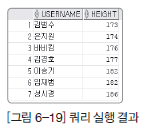 USERNAME HEIGHT
1 김범수 173
2 은지원 174
3 바비킴 176
4 김경호 177
5 이승기 182
6 임재범 182
7 성시경 186
[그림 6-19] 쿼리 실행 결과